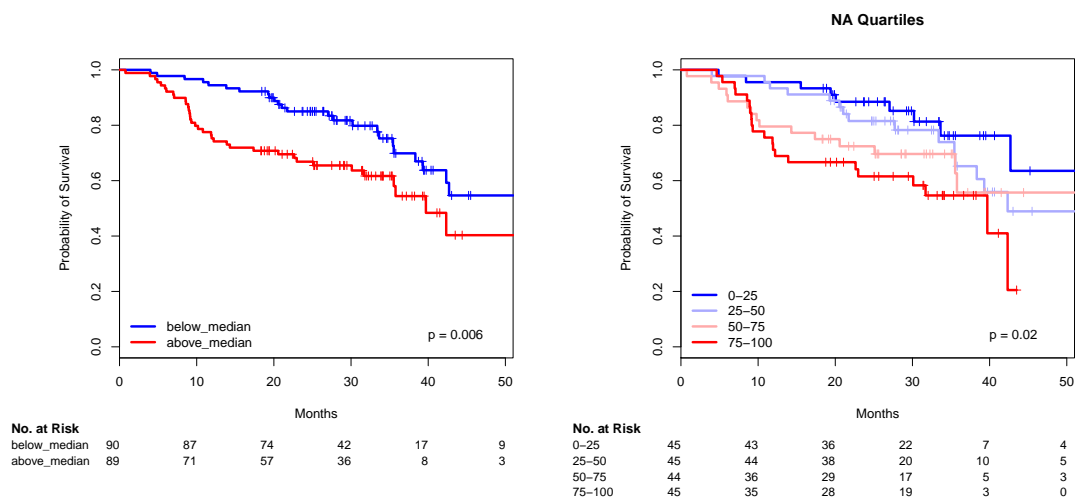 NA Quartiles
Probability of Survival
0.0
0.2
0.4
0.6
0.8
1.0
below_median
above_median
p = 0.006
0 10 20 30 40 50
Months
No. at Risk
below_median 90 87 74 42 17 9
above_median 89 71 57 36 8 3
Probability of Survival
0.0
0.2
0.4
0.6
0.8
1.0
0−25
25−50
50−75
75−100
p = 0.02
0 10 20 30 40 50
Months
No. at Risk
0−25 45 43 36 22 7 4
25−50 45 44 38 20 10 5
50−75 44 36 29 17 5 3
75−100 45 35 28 19 3 0